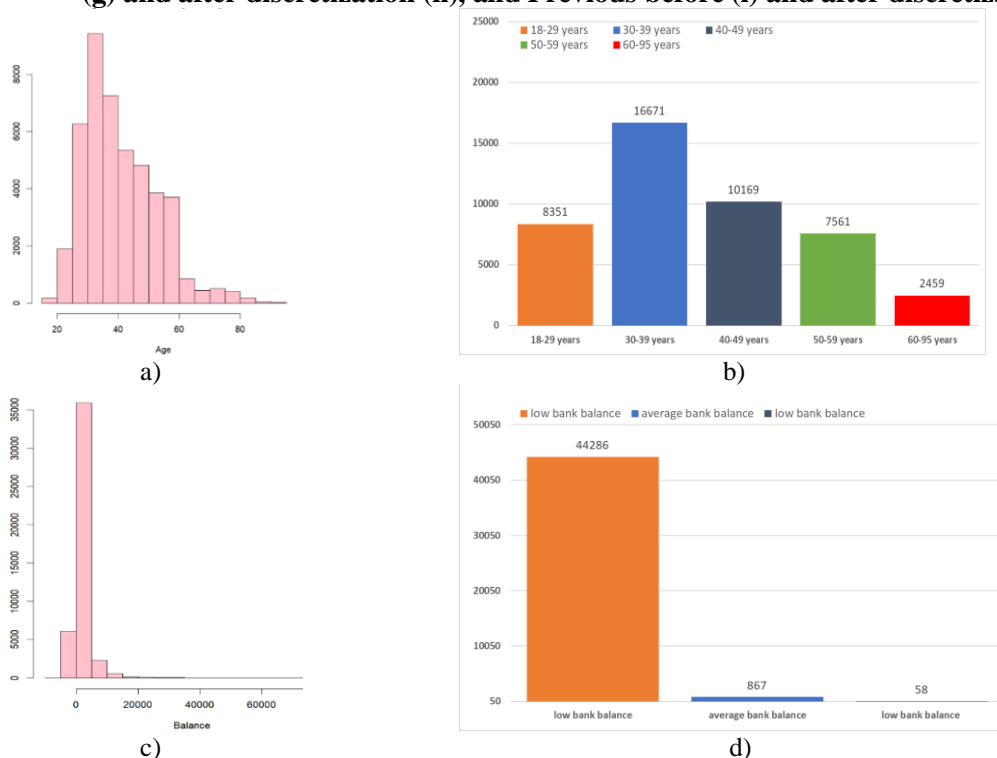 (g) and after discretization (h), and Previous before (i) and after discretiza
8000
6000
4000
2000
0
20 40 60 80
Age
a)
18-29 years 30-39 years 40-49 years
50-59 years 60-95 years
25000
20000
15000
10000
5000
0
8351
16671
10169
7561
2459
18-29 years 30-39 years 40-49 years 50-59 years 60-95 years
b)
35000
30000
25000
20000
15000
10000
5000
0
0 20000 40000 60000
Balance
c)
low bank balance average bank balance low bank balance
50050
40050
30050
20050
10050
50
44286
867
58
low bank balance average bank balance low bank balance
d)